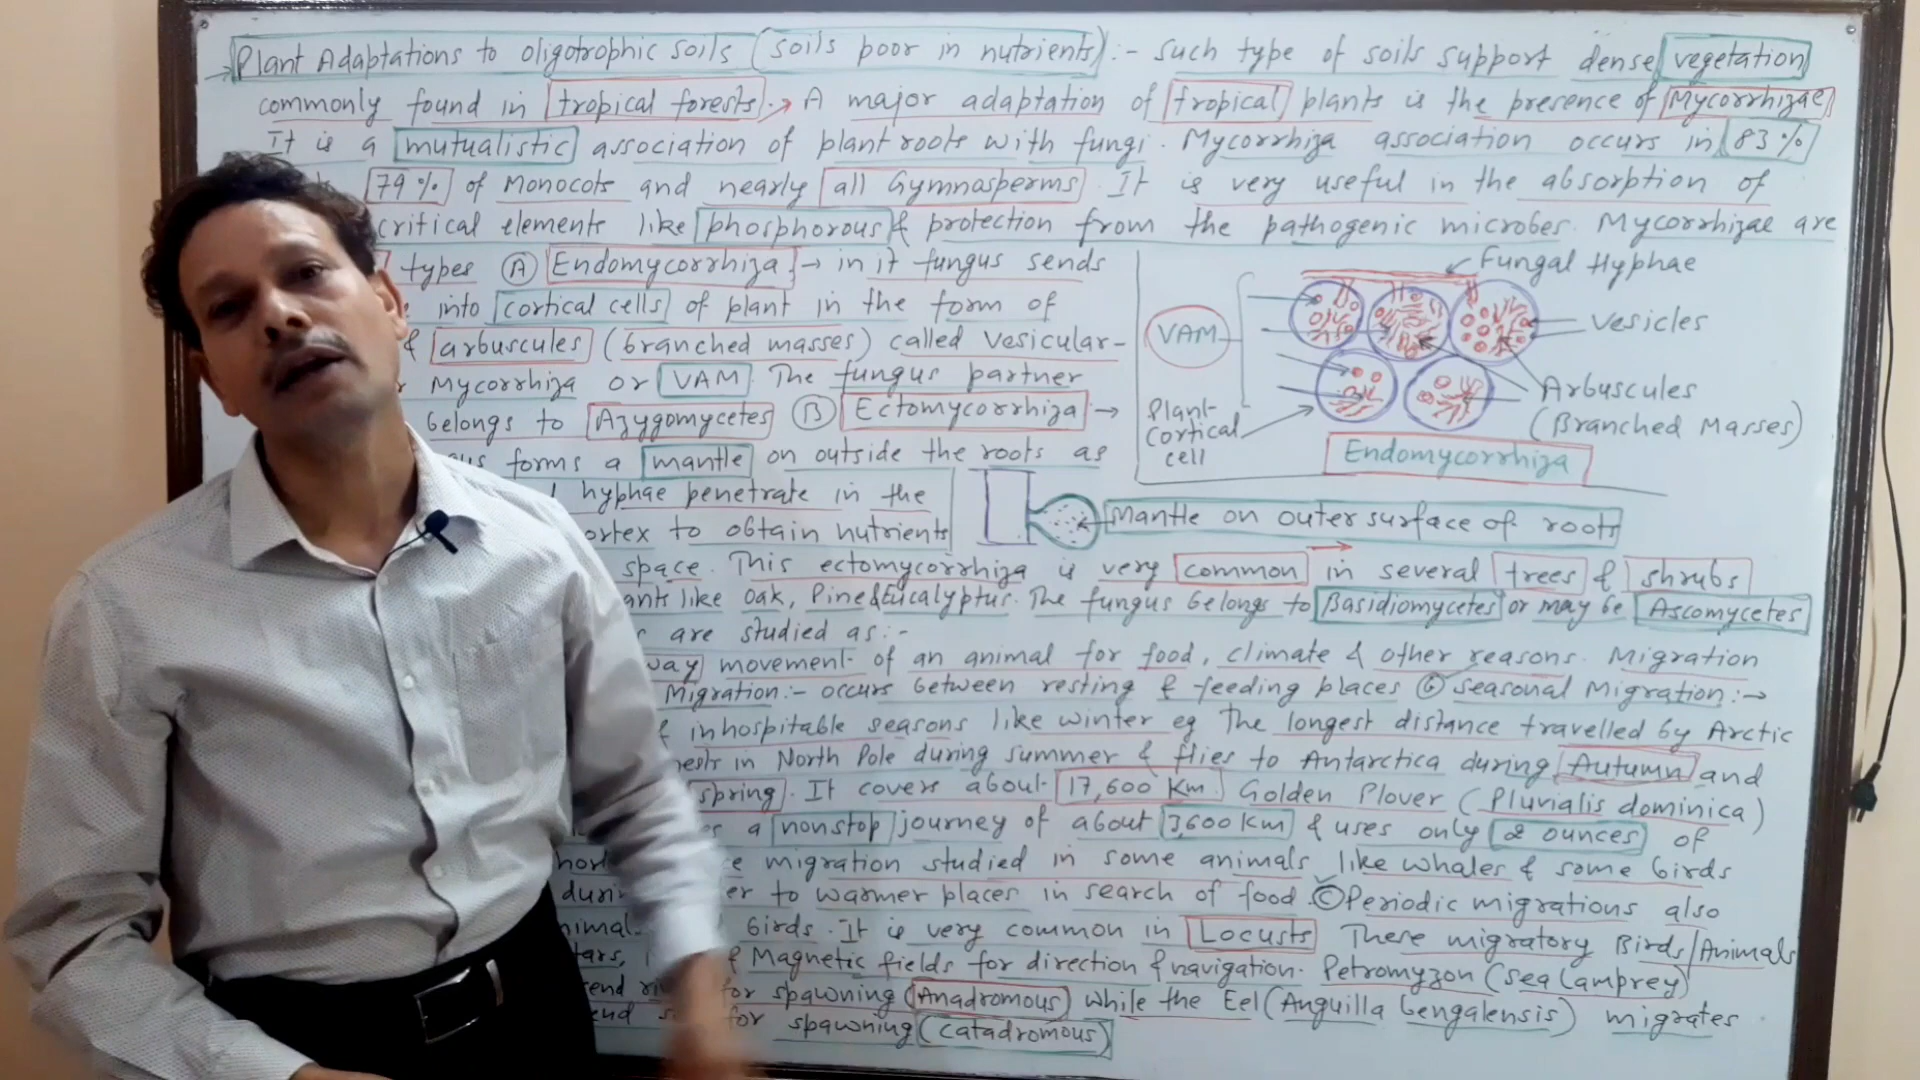 Plant Adaptations to oligotrophic soils (soils poor in nutrients):- Such type of soils support dense vegetation
commonly found in tropical forests. → A major adaptation of tropical plants is the presence of Mycorrhizae
It is a mutualistic association of plant roots with fungi. Mycorrhiza association occurs in 83%
79% of Monocots and nearly all Gymnosperms. It is very useful in the absorption of
critical elements like phosphorous & protection from the pathogenic microbes. Mycorrhizae are
types (A) Endomycorrhiza → in it fungus sends
into cortical cells of plant in the form of
& arbuscules (branched masses) called Vesicular-
Mycorrhiza or VAM. The fungus partner
belongs to Azygomycetes (B) Ectomycorrhiza →
forms a mantle on outside the roots as
hyphae penetrate in the
cortex to obtain nutrients
space. This ectomycorrhiza is very common in several trees & shrubs
like Oak, Pine & Eucalyptus. The fungus belongs to Basidiomycetes or may be Ascomycetes
are studied as:-
way movement of an animal for food, climate & other reasons. Migration
Migration:- occurs between resting & feeding places (b) Seasonal Migration:→
inhospitable seasons like winter eg The longest distance travelled by Arctic
in North Pole during summer & flies to Antarctica during Autumn and
spring. It covers about 17,600 Km. Golden Plover (Plunalis dominica)
a nonstop journey of about 3,600 Km & uses only 2 ounces of
migration studied in some animals like whales & some birds
to warmer places in search of food. (C) Periodic migrations also
birds. It is very common in Locusts These migratory Birds/Animals
& Magnetic fields for direction & navigation. Petromyzon (Sea Lamprey)
for spawning (Anadromous) while the Eel (Anguilla bengalensis) migrates
for spawning (Catadromous)
Fungal Hyphae
VAM
Vesicles
Arbuscules
(Branched Masses)
Plant-
cortical
cell
Endomycorrhiza
Mantle on outer surface of roots